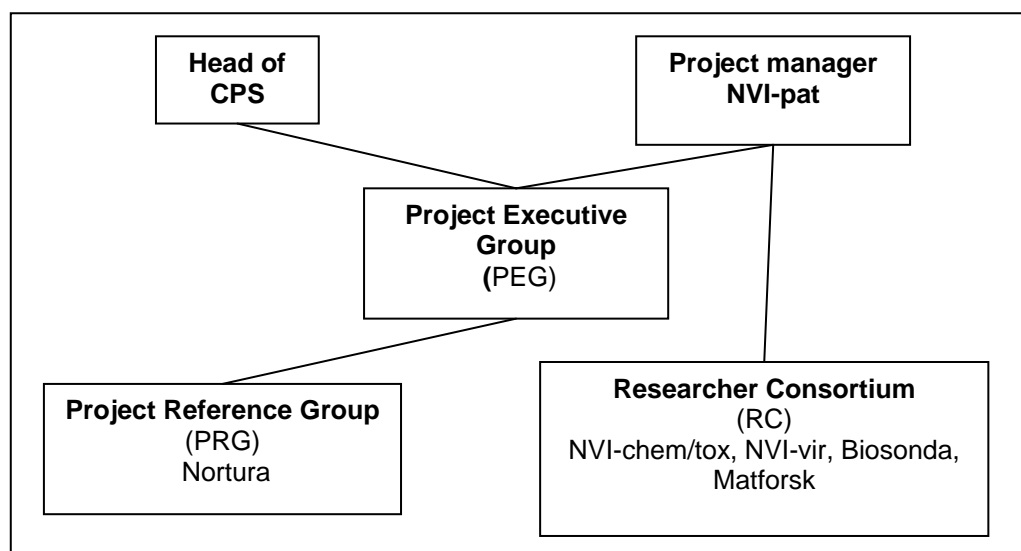 Head of
CPS
Project manager
NVI-pat
Project Executive
Group
(PEG)
Project Reference Group
(PRG)
Nortura
Researcher Consortium
(RC)
NVI-chem/tox, NVI-vir, Biosonda,
Matforsk